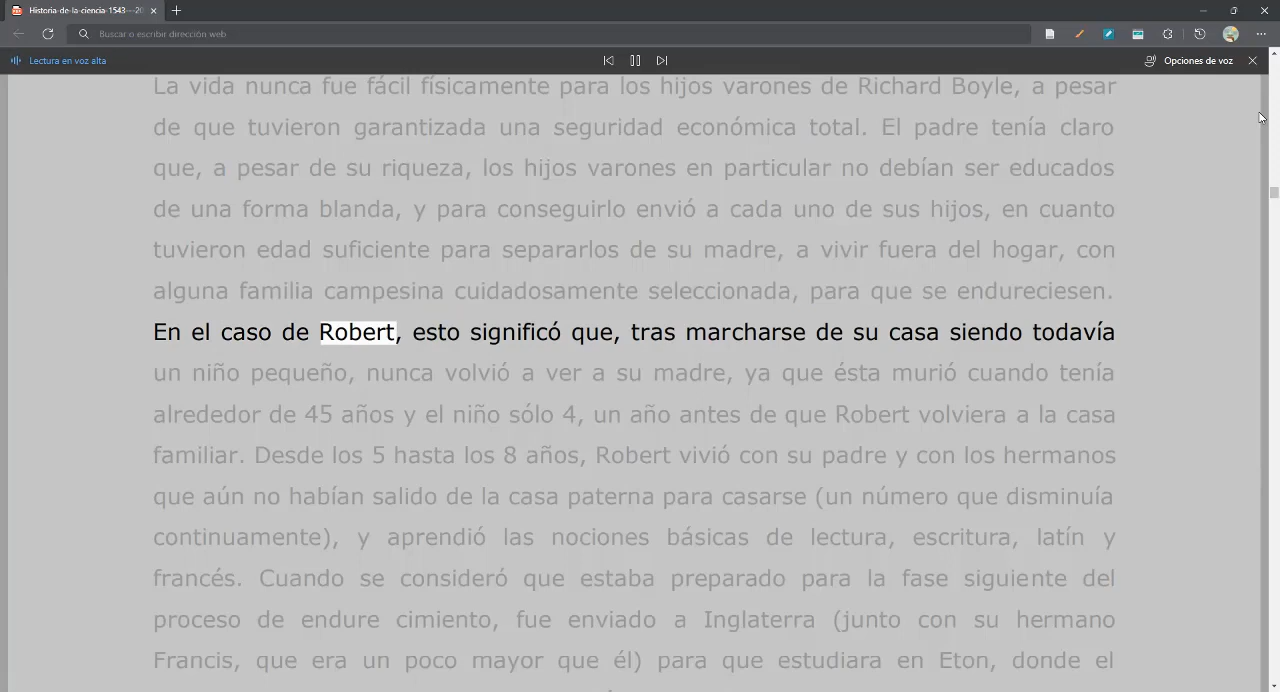 Historia-de-la-ciencia-1543---20
Buscar o escribir dirección web
Lectura en voz alta
Opciones de voz
La vida nunca fue fácil físicamente para los hijos varones de Richard Boyle, a pesar
de que tuvieron garantizada una seguridad económica total. El padre tenía claro
que, a pesar de su riqueza, los hijos varones en particular no debían ser educados
de una forma blanda, y para conseguirlo envió a cada uno de sus hijos, en cuanto
tuvieron edad suficiente para separarlos de su madre, a vivir fuera del hogar, con
alguna familia campesina cuidadosamente seleccionada, para que se endureciesen.
En el caso de Robert, esto significó que, tras marcharse de su casa siendo todavía
un niño pequeño, nunca volvió a ver a su madre, ya que ésta murió cuando tenía
alrededor de 45 años y el niño sólo 4, un año antes de que Robert volviera a la casa
familiar. Desde los 5 hasta los 8 años, Robert vivió con su padre y con los hermanos
que aún no habían salido de la casa paterna para casarse (un número que disminuía
continuamente), y aprendió las nociones básicas de lectura, escritura, latín y
francés. Cuando se consideró que estaba preparado para la fase siguiente del
proceso de endure cimiento, fue enviado a Inglaterra (junto con su hermano
Francis, que era un poco mayor que él) para que estudiara en Eton, donde el